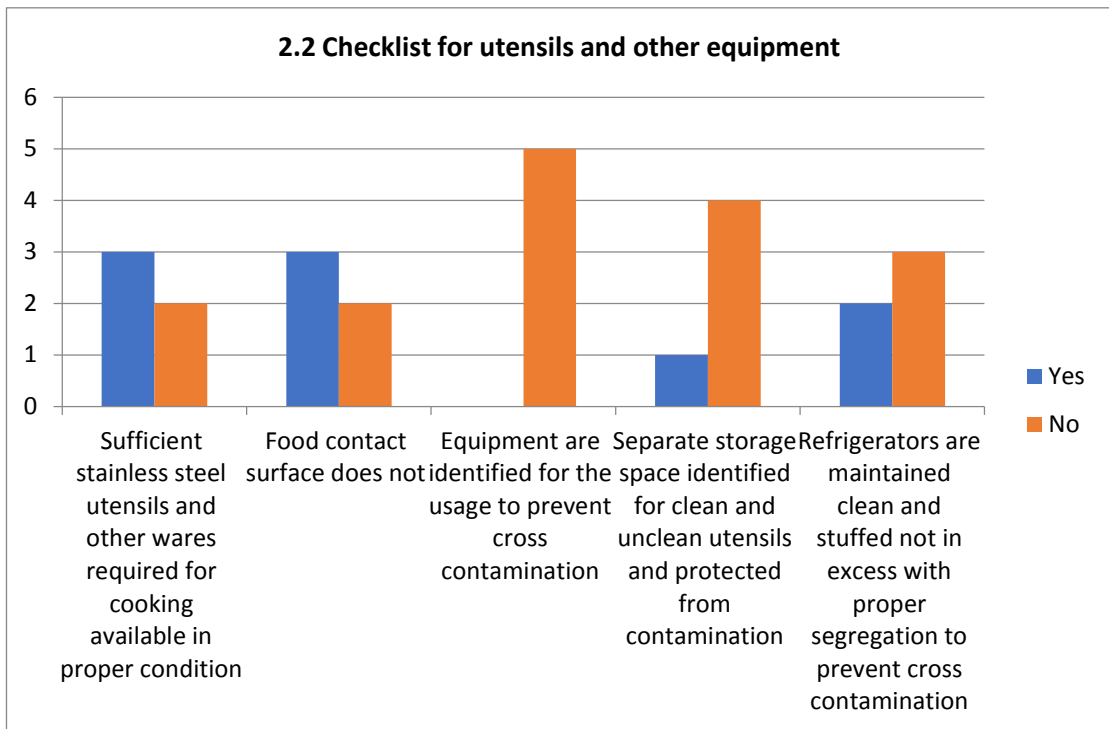 2.2 Checklist for utensils and other equipment
6
5
4
3
2
1
0
Sufficient
stainless steel
utensils and
other wares
required for
cooking
available in
proper condition
Food contact
surface does not
Equipment are
identified for the
usage to prevent
cross
contamination
Separate storage
space identified
for clean and
unclean utensils
and protected
from
contamination
Refrigerators are
maintained
clean and
stuffed not in
excess with
proper
segregation to
prevent cross
contamination
Yes
No